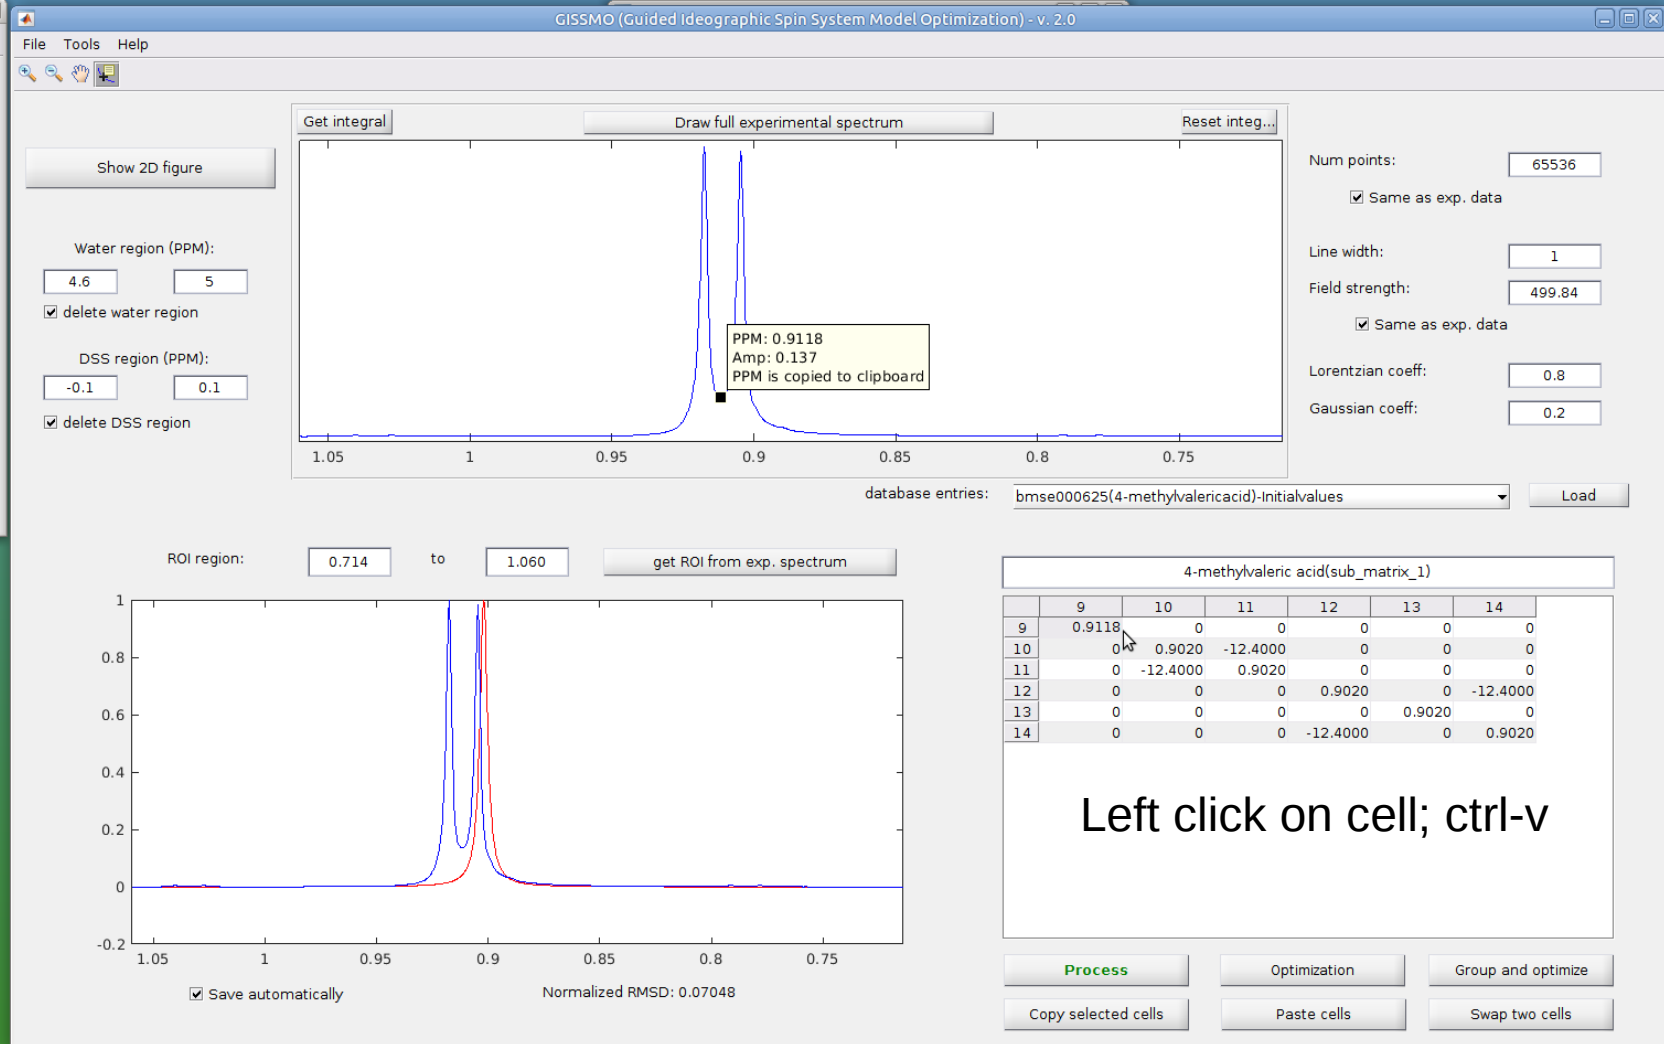 GISSMO (Guided Ideographic Spin System Model Optimization) - v. 2.0
File Tools Help
Get integral Draw full experimental spectrum Reset integ...
Show 2D figure
Water region (PPM):
4.6 5
delete water region
DSS region (PPM):
-0.1 0.1
delete DSS region
PPM: 0.9118
Amp: 0.137
PPM is copied to clipboard
1.05 1 0.95 0.9 0.85 0.8 0.75
Num points: 65536
Same as exp. data
Line width: 1
Field strength: 499.84
Same as exp. data
Lorentzian coeff: 0.8
Gaussian coeff: 0.2
database entries: bmse000625(4-methylvalericacid)-Initialvalues Load
ROI region: 0.714 to 1.060 get ROI from exp. spectrum
1
0.8
0.6
0.4
0.2
0
-0.2
1.05 1 0.95 0.9 0.85 0.8 0.75
Save automatically Normalized RMSD: 0.07048
4-methylvaleric acid(sub_matrix_1)
9 10 11 12 13 14
9 0.9118 0 0 0 0 0
10 0 0.9020 -12.4000 0 0 0
11 0 -12.4000 0.9020 0 0 0
12 0 0 0 0.9020 0 -12.4000
13 0 0 0 0 0.9020 0
14 0 0 0 -12.4000 0 0.9020
Left click on cell; ctrl-v
Process Optimization Group and optimize
Copy selected cells Paste cells Swap two cells